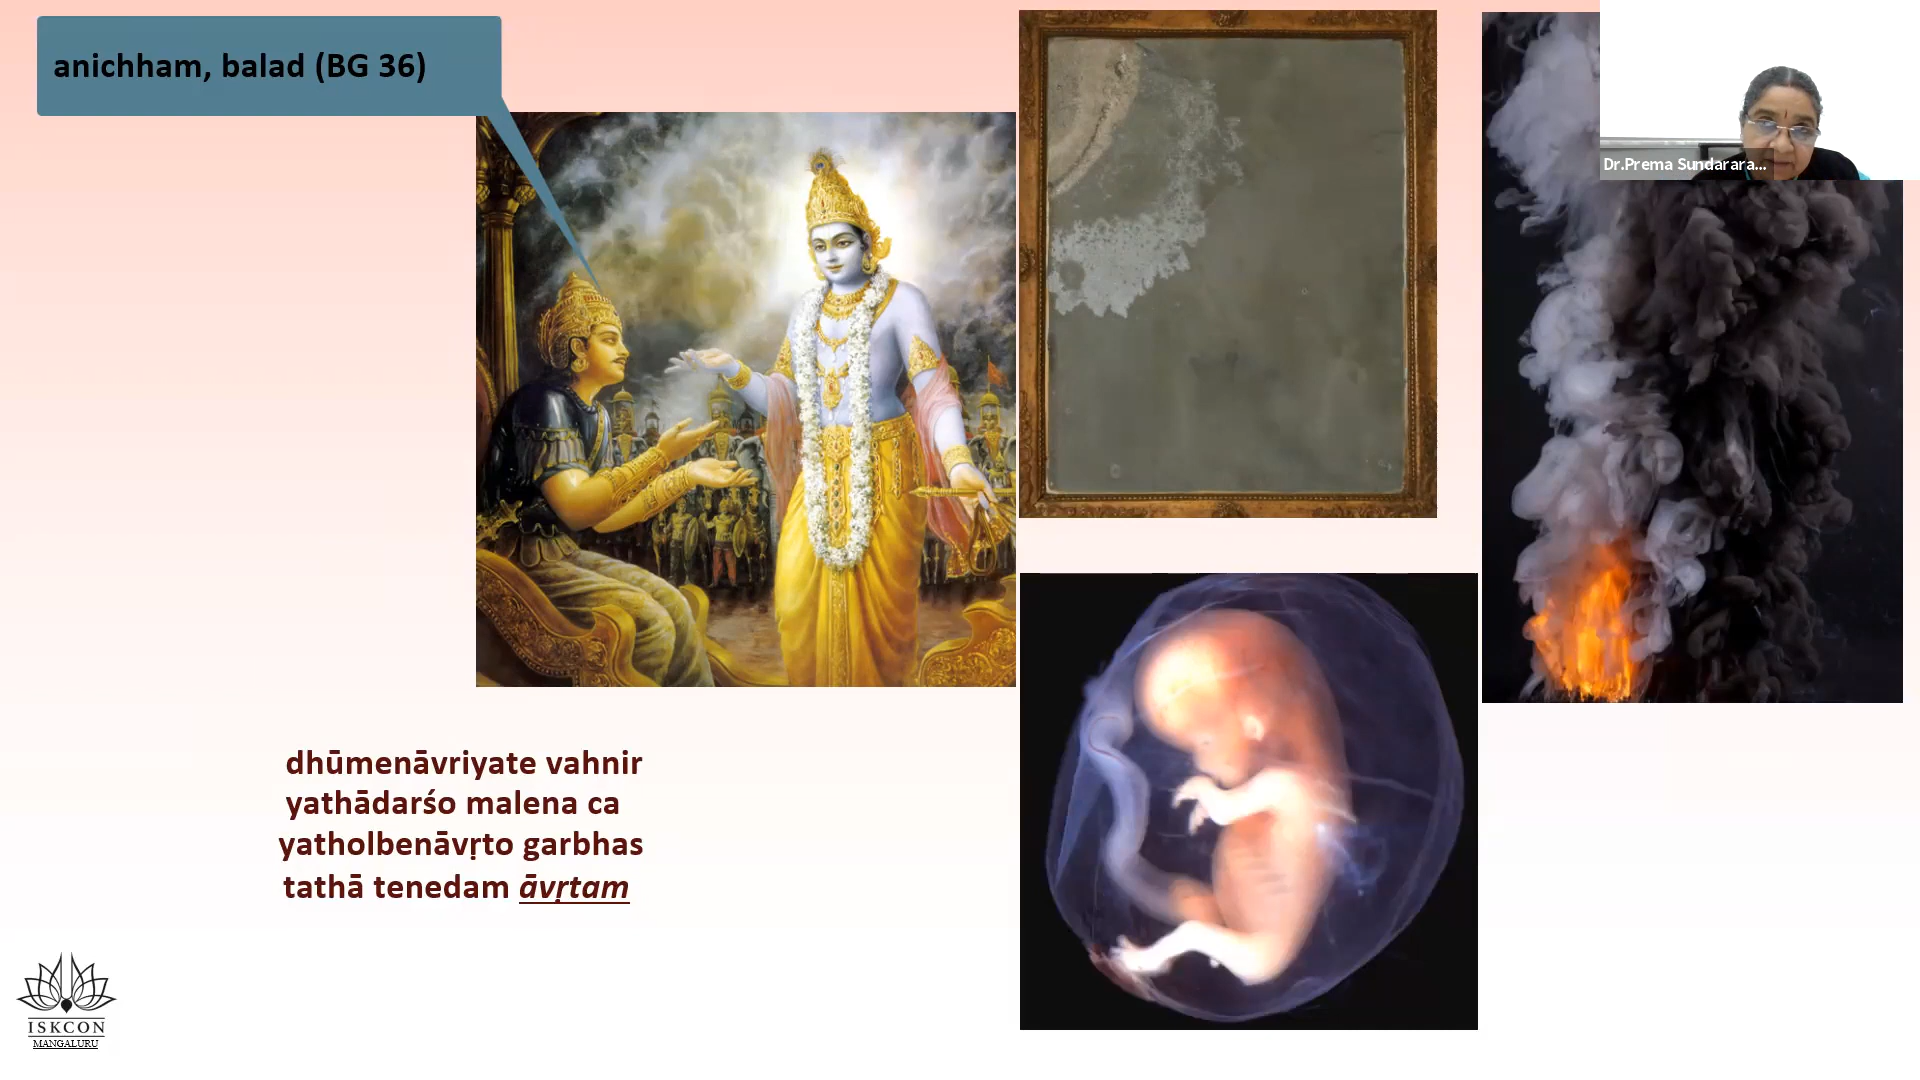 anichham, balad (BG 36)
Dr.Prema Sundarara...
dhūmenāvriyate vahnir
yathādarśo malena ca
yatholbenāvṛto garbhas
tathā tenedam āvṛtam
ISKCON
MANGALURU